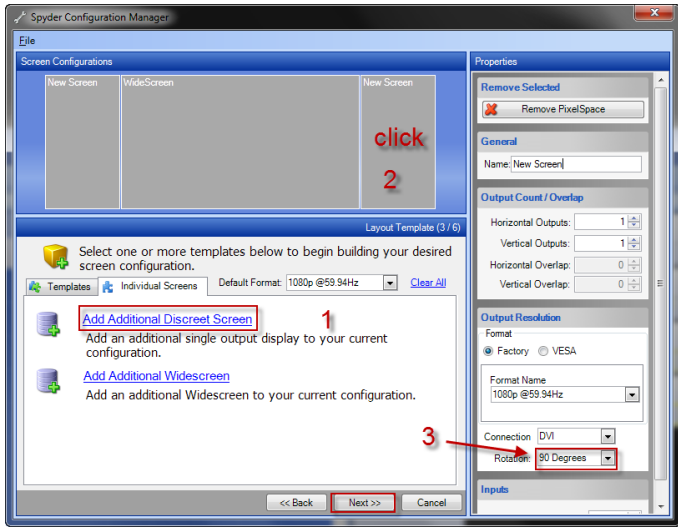 Spyder Configuration Manager
File
Screen Configurations
New Screen
WideScreen
New Screen
click
2
Layout Template (3 / 6)
Select one or more templates below to begin building your desired
screen configuration.
Templates
Individual Screens
Default Format:
1080p @59.94Hz
Clear All
Add Additional Discreet Screen
1
Add an additional single output display to your current
configuration.
Add Additional Widescreen
Add an additional Widescreen to your current configuration.
3
<< Back
Next >>
Cancel
Properties
Remove Selected
Remove PixelSpace
General
Name: New Screen
Output Count / Overlap
Horizontal Outputs: 1
Vertical Outputs: 1
Horizontal Overlap: 0
Vertical Overlap: 0
Output Resolution
Format
Factory
VESA
Format Name
1080p @59.94Hz
Connection DVI
Rotation: 90 Degrees
Inputs